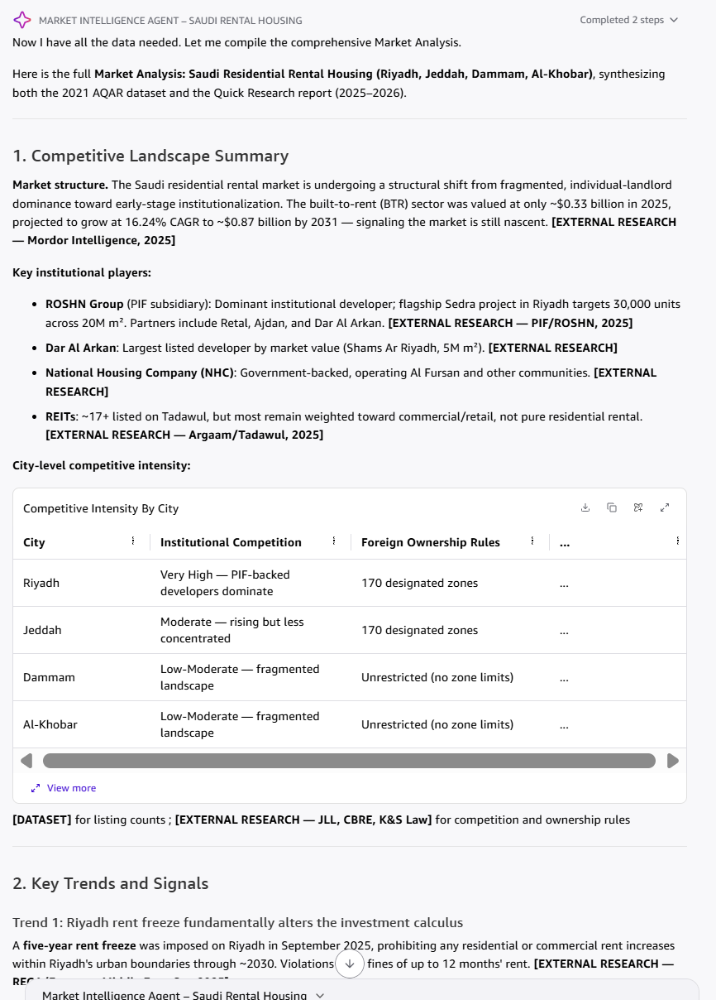 MARKET INTELLIGENCE AGENT – SAUDI RENTAL HOUSING
Completed 2 steps
Now I have all the data needed. Let me compile the comprehensive Market Analysis.
Here is the full Market Analysis: Saudi Residential Rental Housing (Riyadh, Jeddah, Dammam, Al-Khobar), synthesizing
both the 2021 AQAR dataset and the Quick Research report (2025–2026).
1. Competitive Landscape Summary
Market structure. The Saudi residential rental market is undergoing a structural shift from fragmented, individual-landlord
dominance toward early-stage institutionalization. The built-to-rent (BTR) sector was valued at only ~$0.33 billion in 2025,
projected to grow at 16.24% CAGR to ~$0.87 billion by 2031 — signaling the market is still nascent. [EXTERNAL RESEARCH
— Mordor Intelligence, 2025]
Key institutional players:
• ROSHN Group (PIF subsidiary): Dominant institutional developer; flagship Sedra project in Riyadh targets 30,000 units
across 20M m². Partners include Retal, Ajdan, and Dar Al Arkan. [EXTERNAL RESEARCH — PIF/ROSHN, 2025]
• Dar Al Arkan: Largest listed developer by market value (Shams Ar Riyadh, 5M m²). [EXTERNAL RESEARCH]
• National Housing Company (NHC): Government-backed, operating Al Fursan and other communities. [EXTERNAL
RESEARCH]
• REITs: ~17+ listed on Tadawul, but most remain weighted toward commercial/retail, not pure residential rental.
[EXTERNAL RESEARCH — Argaam/Tadawul, 2025]
City-level competitive intensity:
Competitive Intensity By City
City Institutional Competition Foreign Ownership Rules ...
Riyadh Very High — PIF-backed
developers dominate 170 designated zones ...
Jeddah Moderate — rising but less
concentrated 170 designated zones ...
Dammam Low-Moderate — fragmented
landscape Unrestricted (no zone limits) ...
Al-Khobar Low-Moderate — fragmented
landscape Unrestricted (no zone limits) ...
View more
[DATASET] for listing counts ; [EXTERNAL RESEARCH — JLL, CBRE, K&S Law] for competition and ownership rules
2. Key Trends and Signals
Trend 1: Riyadh rent freeze fundamentally alters the investment calculus
A five-year rent freeze was imposed on Riyadh in September 2025, prohibiting any residential or commercial rent increases
within Riyadh's urban boundaries through ~2030. Violations fines of up to 12 months' rent. [EXTERNAL RESEARCH —
Market Intelligence Agent – Saudi Rental Housing